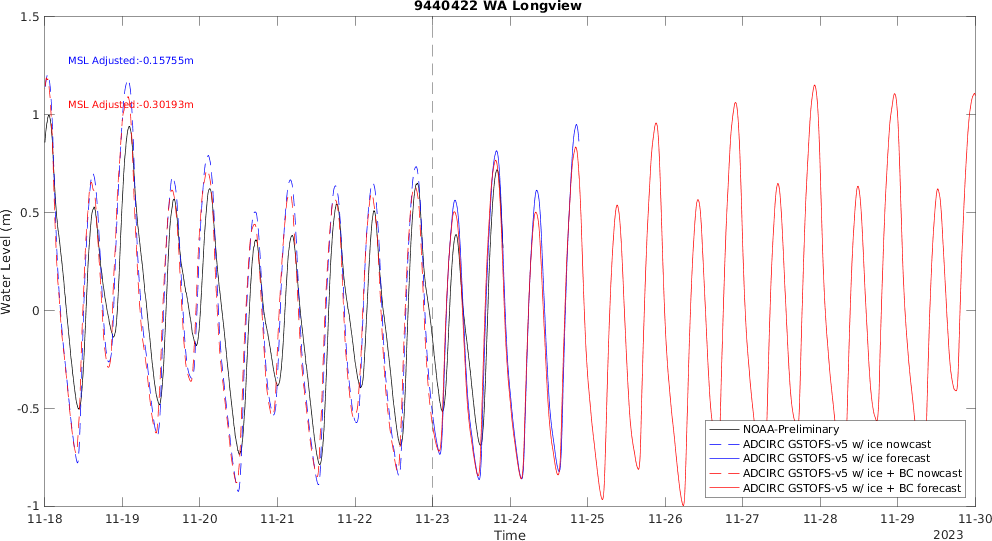 9440422 WA Longview
1.5
1
0.5
0
-0.5
-1
Water Level (m)
MSL Adjusted:-0.15755m
MSL Adjusted:-0.30193m
NOAA-Preliminary
ADCIRC GSTOFS-v5 w/ ice nowcast
ADCIRC GSTOFS-v5 w/ ice forecast
ADCIRC GSTOFS-v5 w/ ice + BC nowcast
ADCIRC GSTOFS-v5 w/ ice + BC forecast
11-18 11-19 11-20 11-21 11-22 11-23 11-24 11-25 11-26 11-27 11-28 11-29 11-30
Time
2023